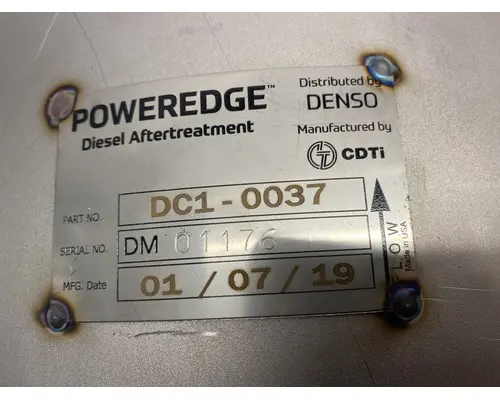 POWEREDGE™
Diesel Aftertreatment
Distributed by
DENSO
Manufactured by
CDTi
PART NO. DC1-0037
SERIAL NO. DM 01176
MFG. Date 01 / 07 / 19
FLOW
Made in USA